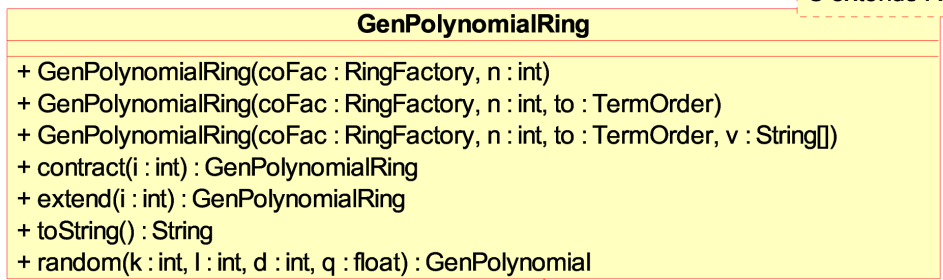 C extends R
GenPolynomialRing
+ GenPolynomialRing(coFac : RingFactory, n : int)
+ GenPolynomialRing(coFac : RingFactory, n : int, to : TermOrder)
+ GenPolynomialRing(coFac : RingFactory, n : int, to : TermOrder, v : String[])
+ contract(i : int) : GenPolynomialRing
+ extend(i : int) : GenPolynomialRing
+ toString() : String
+ random(k : int, l : int, d : int, q : float) : GenPolynomial